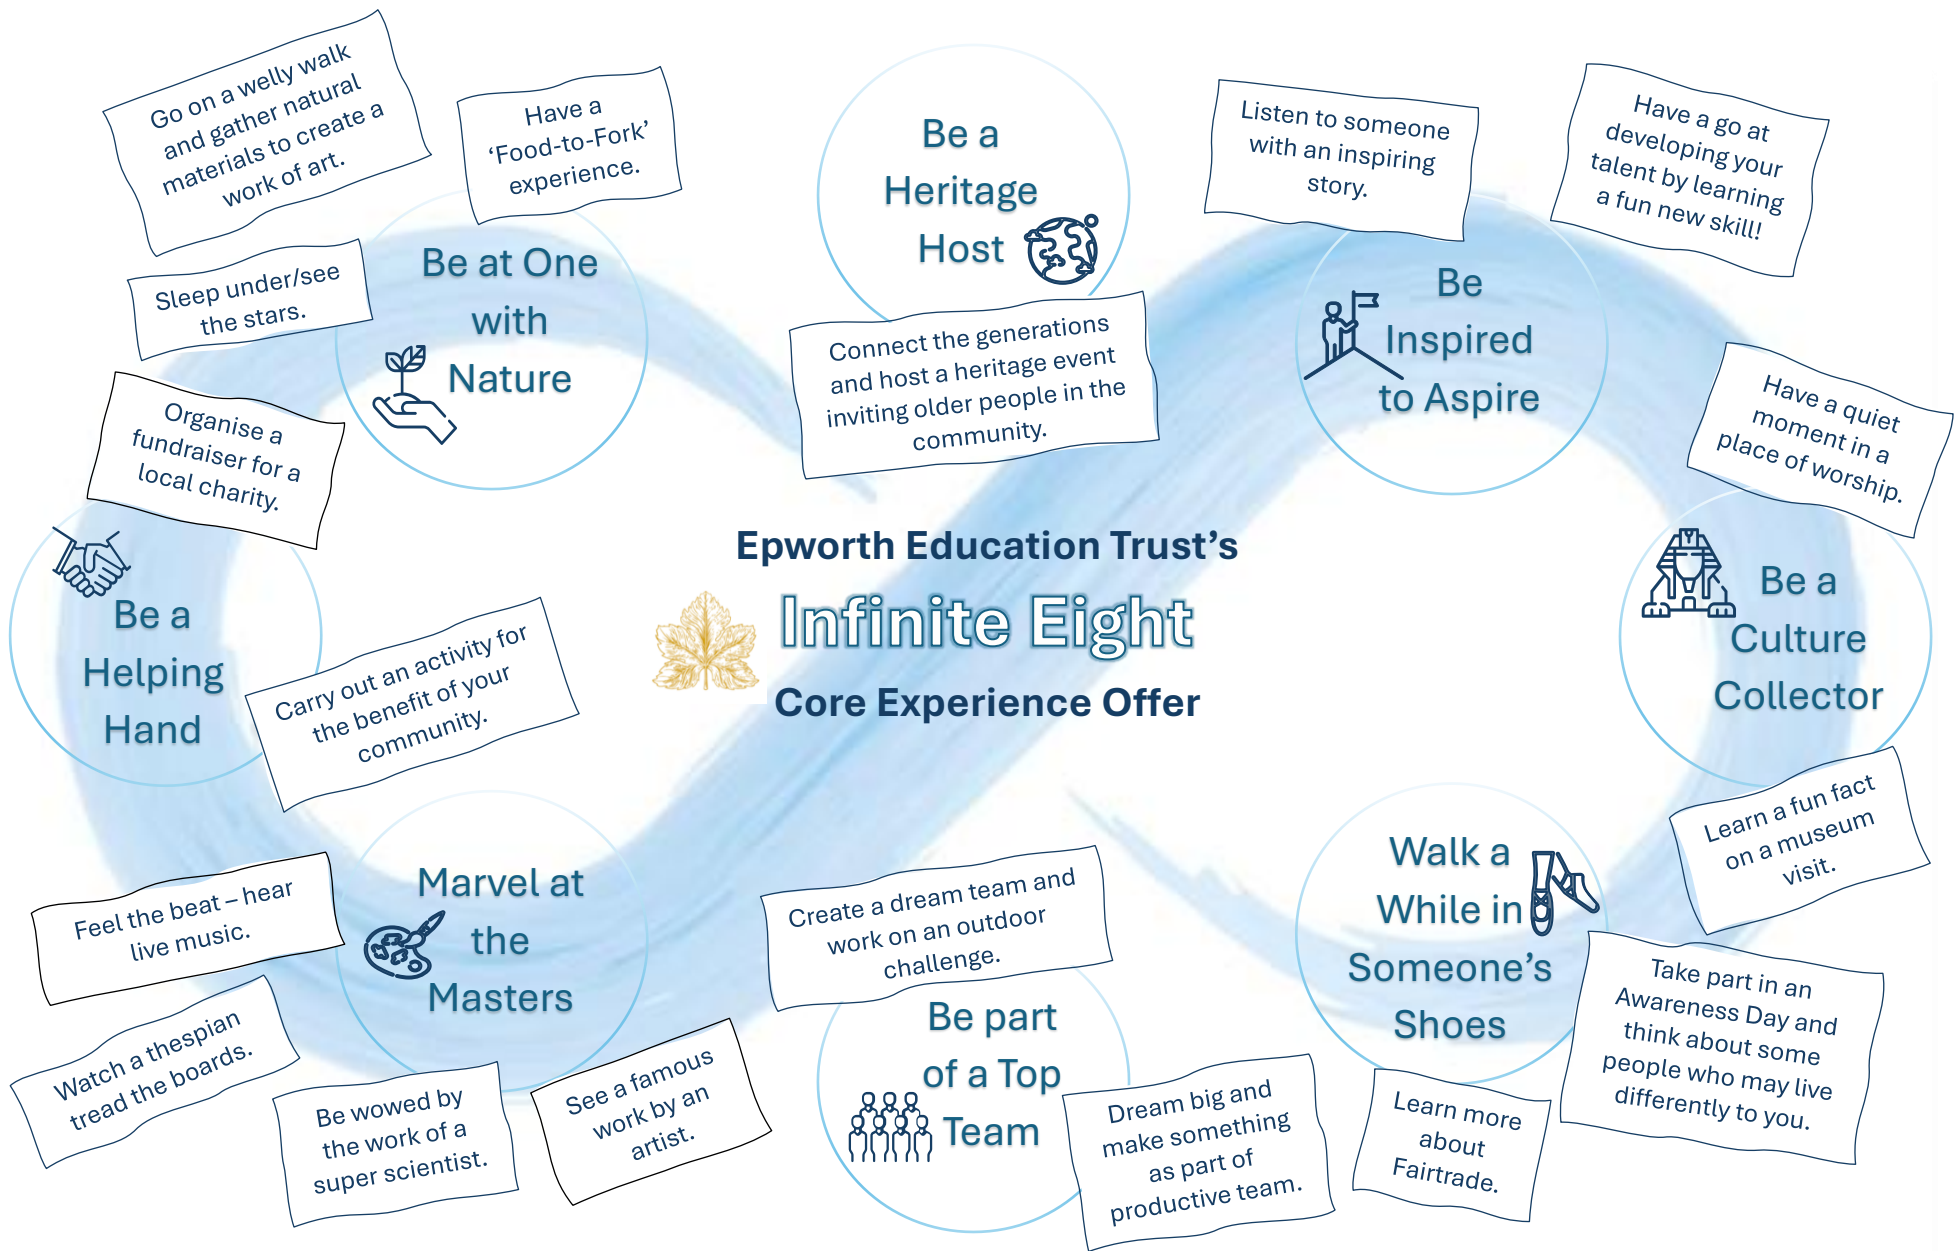 Go on a welly walk
and gather natural
materials to create a
work of art.
Have a
‘Food-to-Fork’
experience.
Sleep under/see
the stars.
Be at One
with
Nature
Be a
Heritage
Host
Connect the generations
and host a heritage event
inviting older people in the
community.
Listen to someone
with an inspiring
story.
Have a go at
developing your
talent by learning
a fun new skill!
Be
Inspired
to Aspire
Organise a
fundraiser for a
local charity.
Be a
Helping
Hand
Carry out an activity for
the benefit of your
community.
Epworth Education Trust’s
Infinite Eight
Core Experience Offer
Have a quiet
moment in a
place of worship.
Be a
Culture
Collector
Learn a fun fact
on a museum
visit.
Feel the beat – hear
live music.
Marvel at
the
Masters
Watch a thespian
tread the boards.
Be wowed by
the work of a
super scientist.
See a famous
work by an
artist.
Create a dream team and
work on an outdoor
challenge.
Be part
of a Top
Team
Dream big and
make something
as part of
productive team.
Walk a
While in
Someone’s
Shoes
Learn more
about
Fairtrade.
Take part in an
Awareness Day and
think about some
people who may live
differently to you.